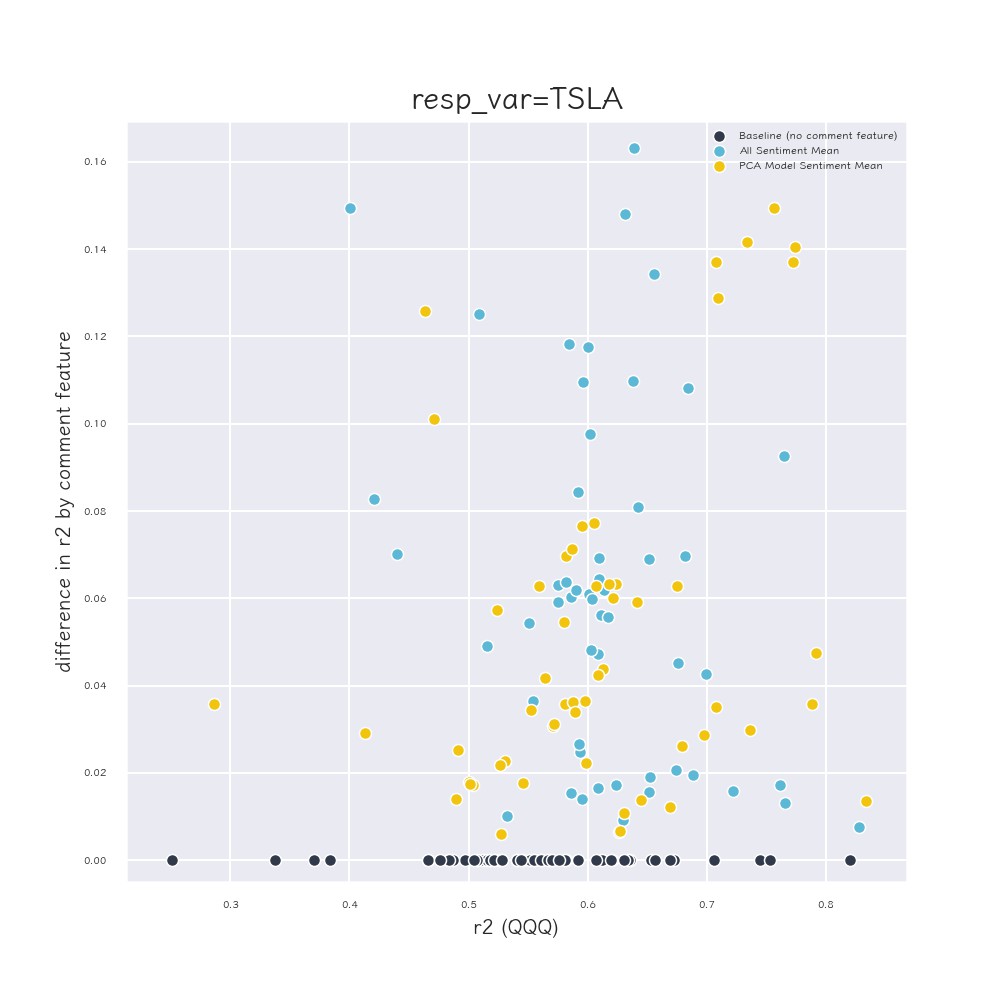 resp_var=TSLA
Baseline (no comment feature)
All Sentiment Mean
PCA Model Sentiment Mean
0.16
0.14
0.12
0.10
0.08
0.06
0.04
0.02
0.00
difference in r2 by comment feature
0.3 0.4 0.5 0.6 0.7 0.8
r2 (QQQ)